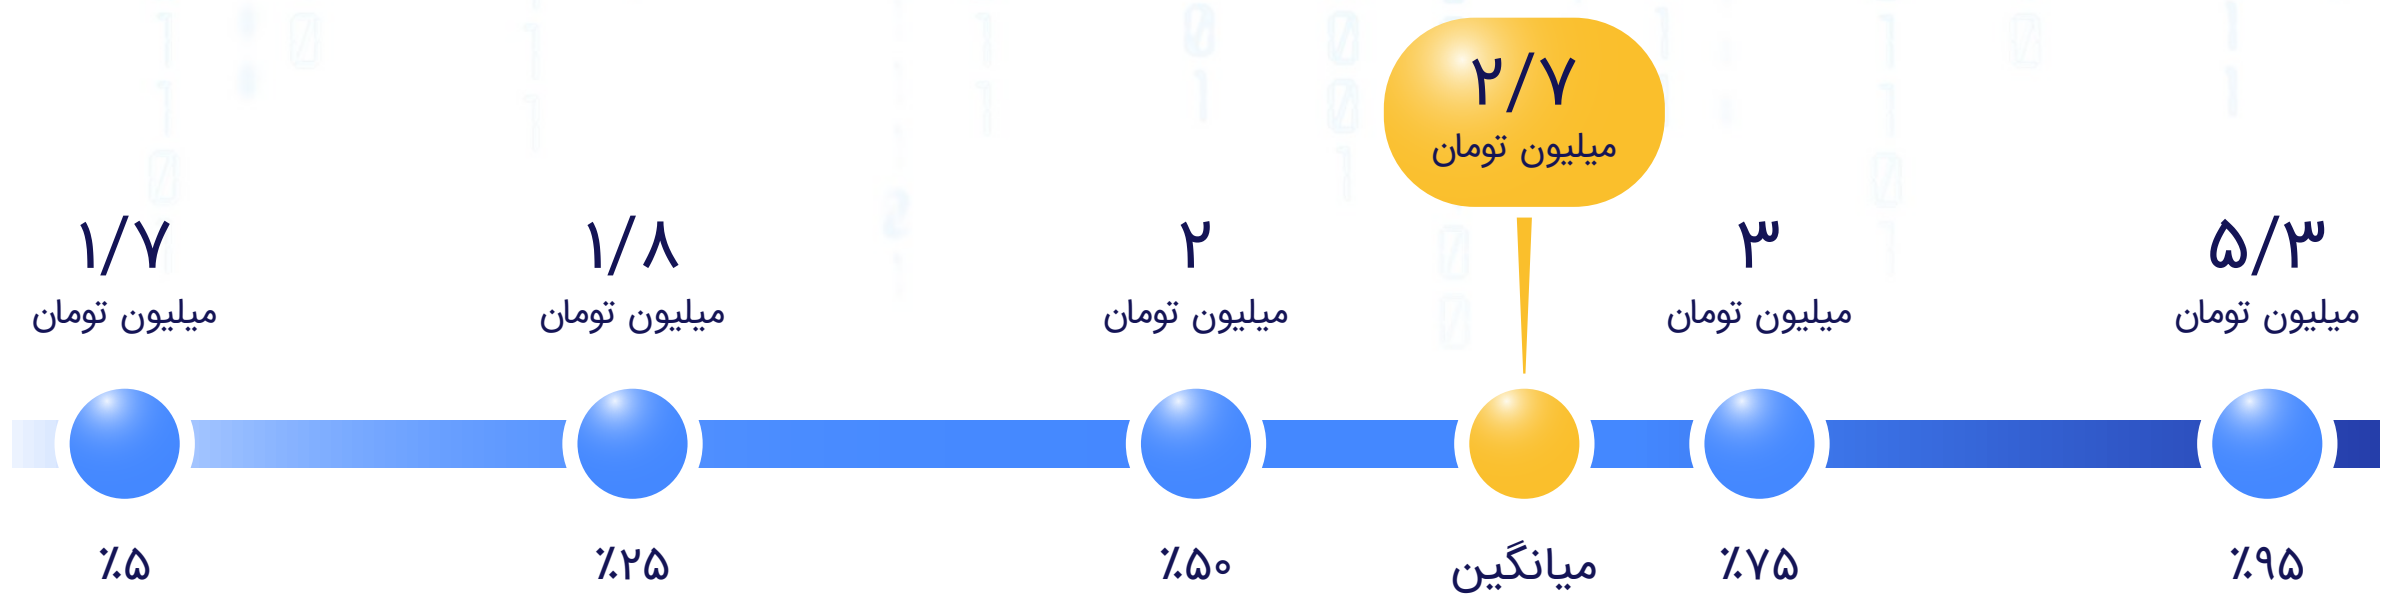 ۲/۷
میلیون تومان
۱/۷
میلیون تومان
۱/۸
میلیون تومان
۲
میلیون تومان
۳
میلیون تومان
۵/۳
میلیون تومان
٪۵
٪۲۵
٪۵۰
میانگین
٪۷۵
٪۹۵